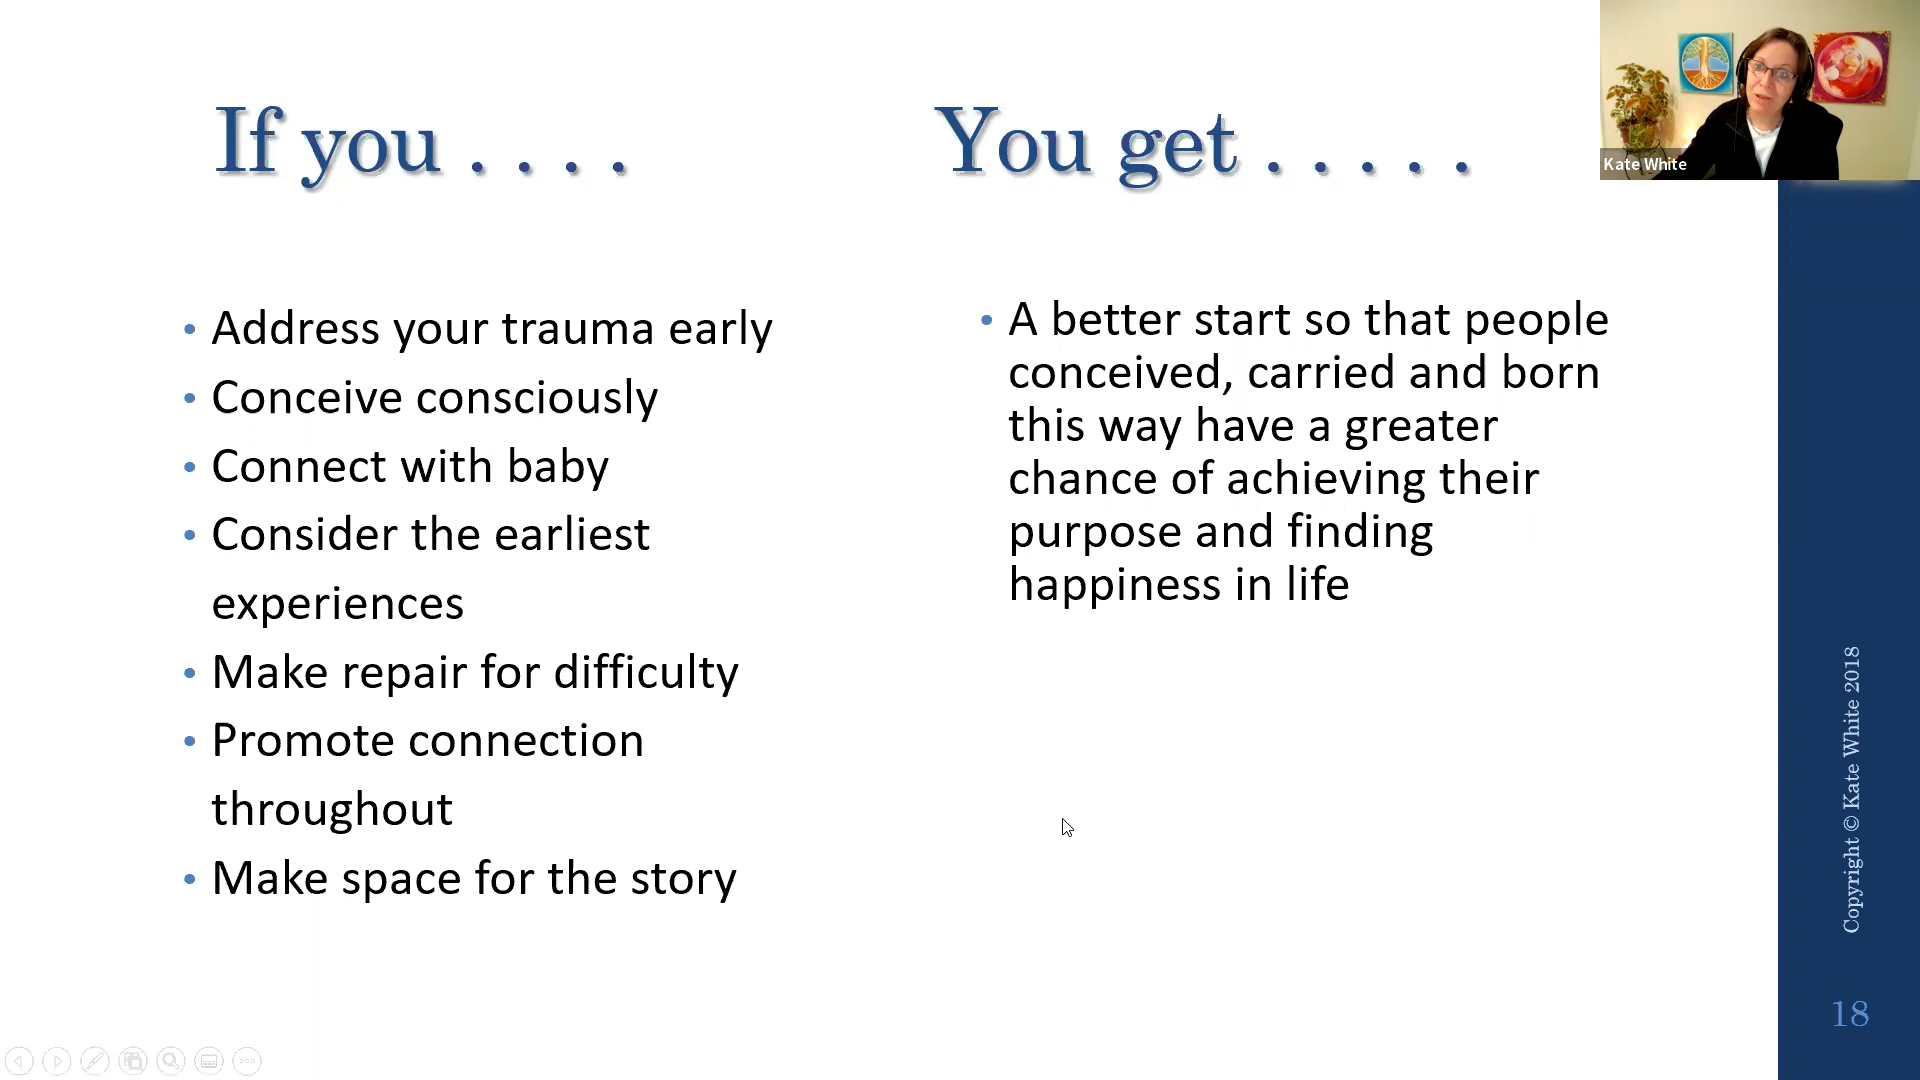 If you . . . .
You get . . . . .
Kate White
• Address your trauma early
• Conceive consciously
• Connect with baby
• Consider the earliest
experiences
• Make repair for difficulty
• Promote connection
throughout
• Make space for the story
• A better start so that people
conceived, carried and born
this way have a greater
chance of achieving their
purpose and finding
happiness in life
Copyright © Kate White 2018
18